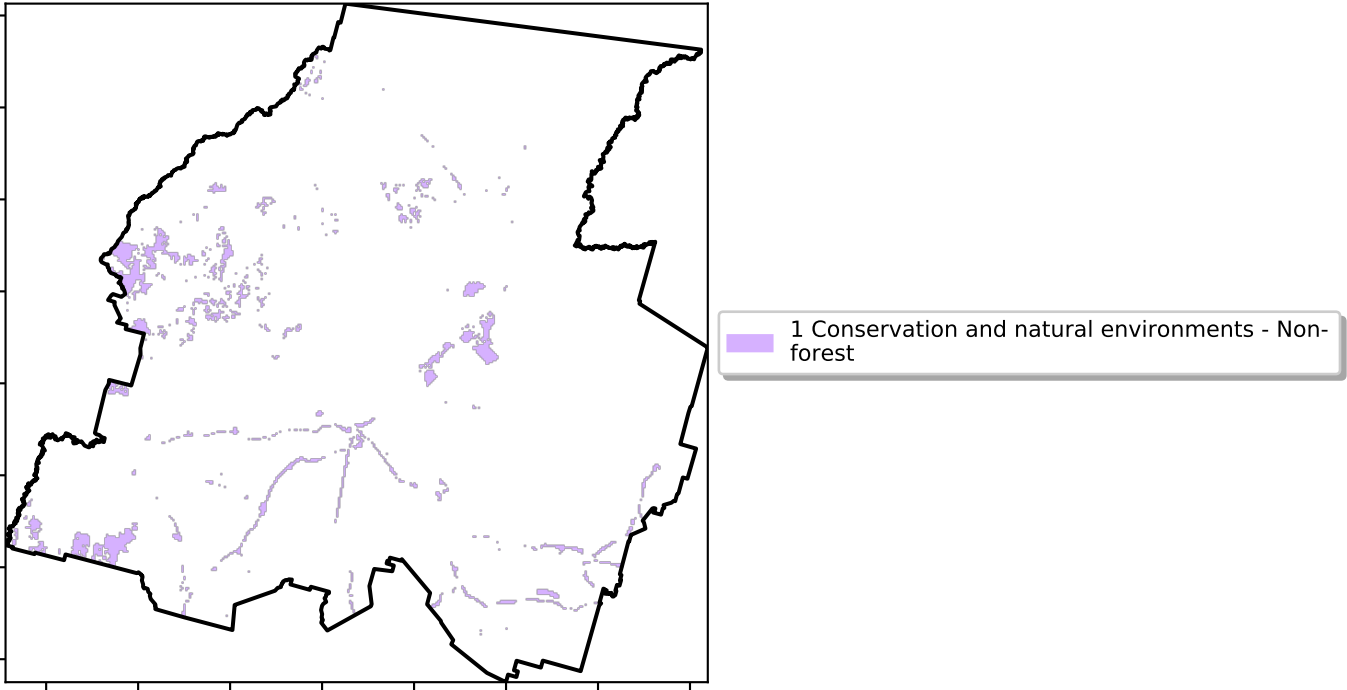 1 Conservation and natural environments - Non-
forest